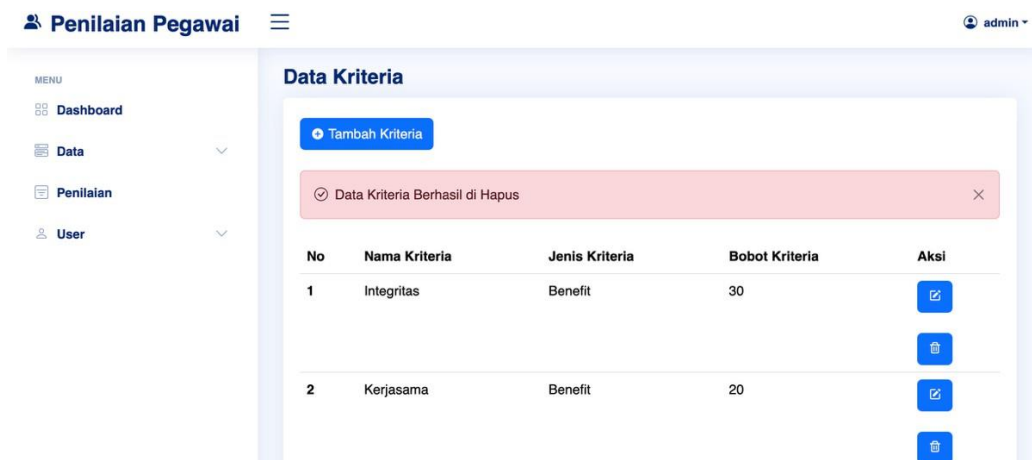 Penilaian Pegawai
admin
MENU
Dashboard
Data
Penilaian
User
Data Kriteria
Tambah Kriteria
Data Kriteria Berhasil di Hapus
No Nama Kriteria Jenis Kriteria Bobot Kriteria Aksi
1 Integritas Benefit 30
2 Kerjasama Benefit 20